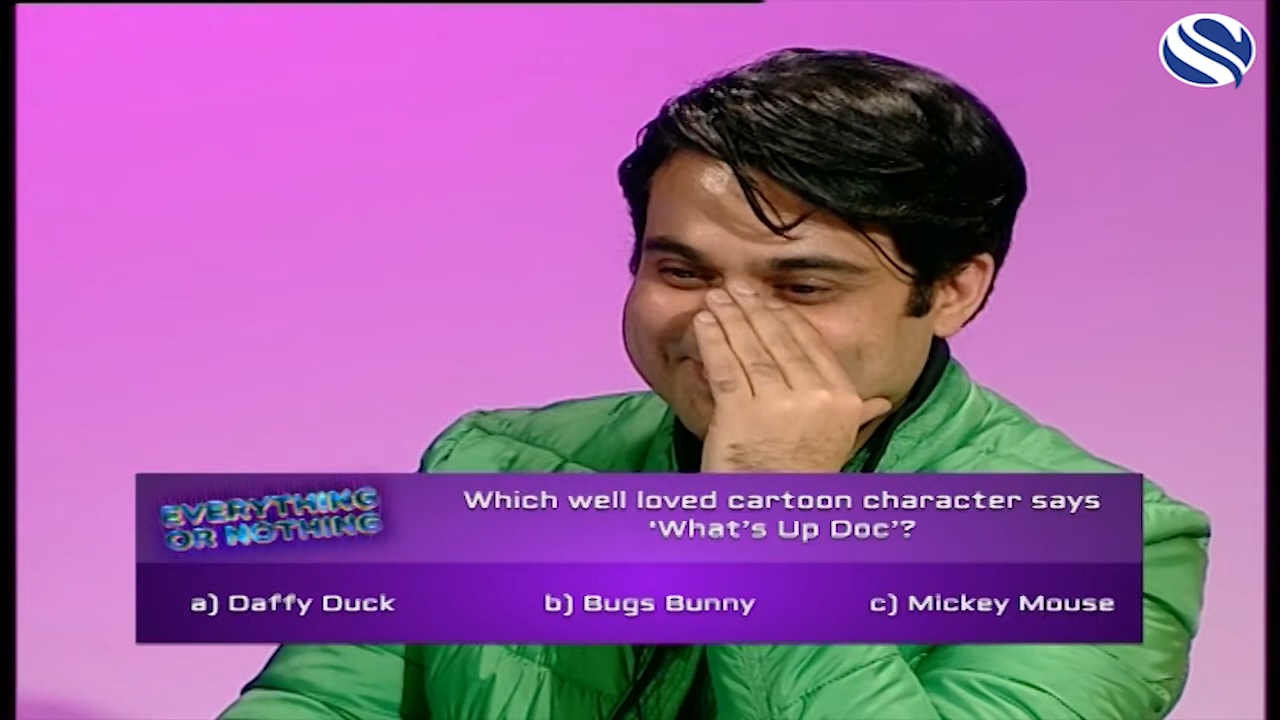 EVERYTHING
OR NOTHING
Which well loved cartoon character says
‘What’s Up Doc’?
a) Daffy Duck b) Bugs Bunny c) Mickey Mouse
S